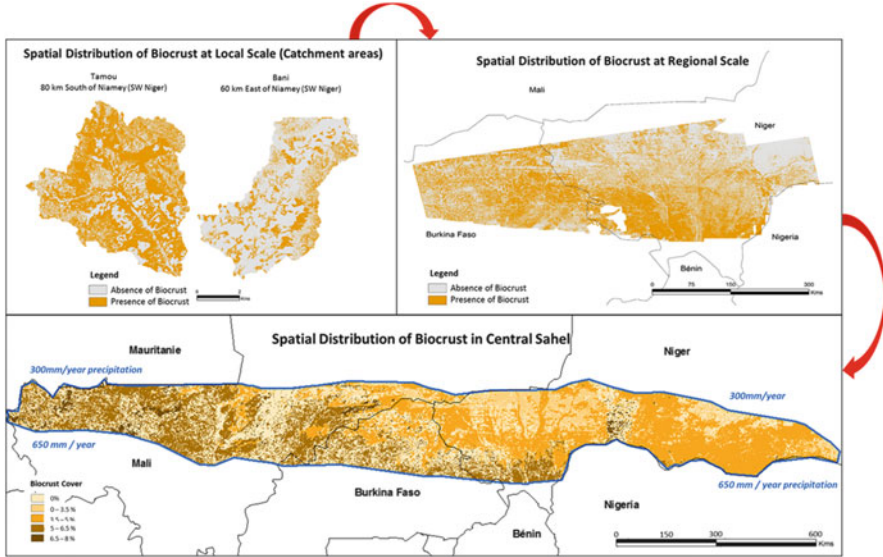 Spatial Distribution of Biocrust at Local Scale (Catchment areas)
Tamou
80 km South of Niamey (SW Niger)
Bani
60 km East of Niamey (SW Niger)
Legend
Absence of Biocrust
Presence of Biocrust
0 2
Kms
Spatial Distribution of Biocrust at Regional Scale
Mali
Niger
Burkina Faso
Nigeria
Bénin
Legend
Absence of Biocrust
Presence of Biocrust
0 75 150 300
Kms
Spatial Distribution of Biocrust in Central Sahel
Mauritanie
Niger
300mm/year precipitation
300mm/year
650 mm / year
Mali
650 mm / year precipitation
Burkina Faso
Nigeria
Bénin
Biocrust Cover
0%
0 – 3.5 %
3.5 – 5 %
5 – 6.5 %
6.5 – 8 %
0 150 300 600
Kms